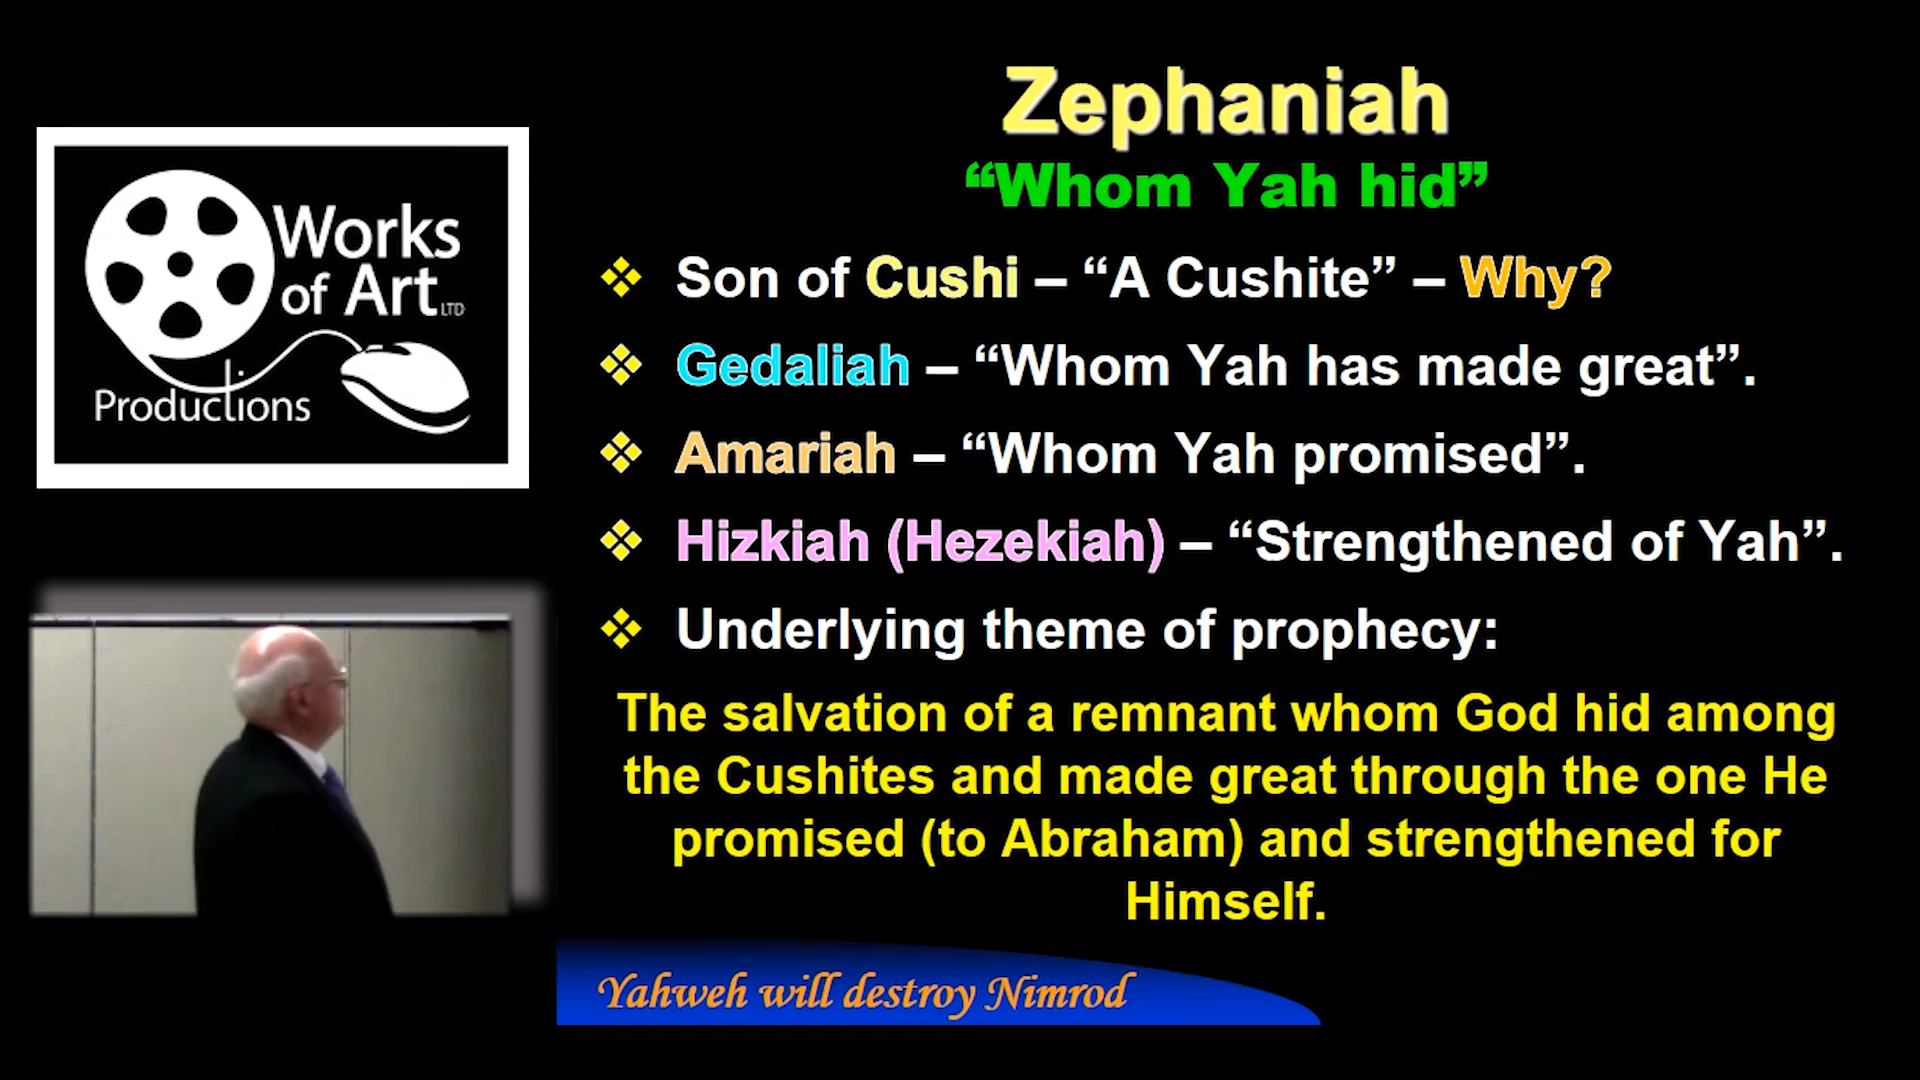 Works
of Art LTD
Productions
Zephaniah
“Whom Yah hid”
❖ Son of Cushi – “A Cushite” – Why?
❖ Gedaliah – “Whom Yah has made great”.
❖ Amariah – “Whom Yah promised”.
❖ Hizkiah (Hezekiah) – “Strengthened of Yah”.
❖ Underlying theme of prophecy:
The salvation of a remnant whom God hid among
the Cushites and made great through the one He
promised (to Abraham) and strengthened for
Himself.
Yahweh will destroy Nimrod